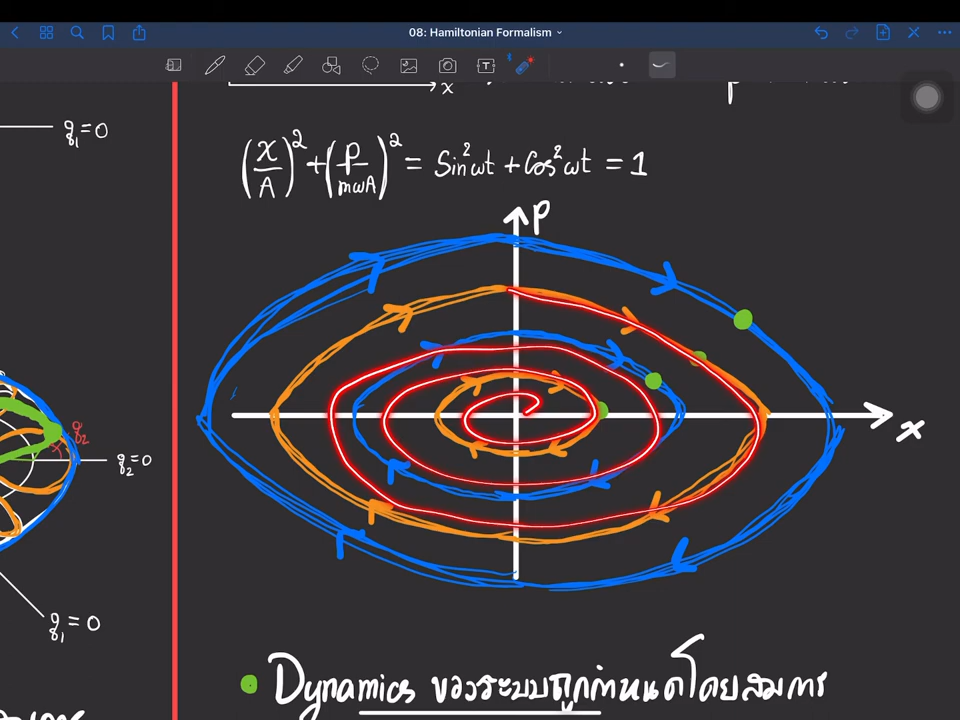 08: Hamiltonian Formalism
x
q₁=0
(x/A)² + (p/mωA)² = Sin²ωt + Cos²ωt = 1
p
x
q₂
q₂=0
q₁=0
Dynamics ของระบบถูกกำหนดโดยสมการ